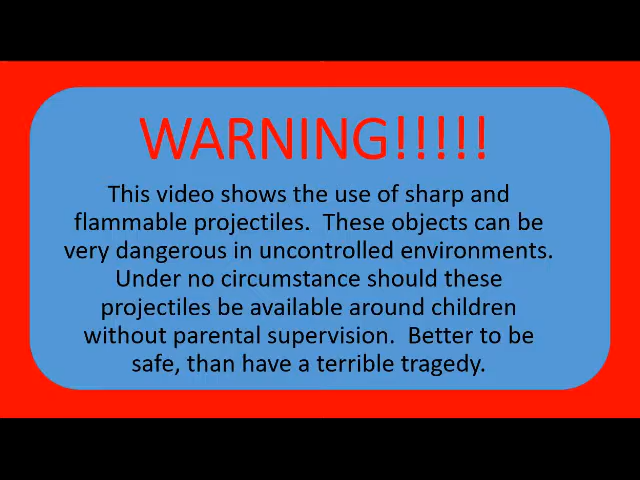 WARNING!!!!!
This video shows the use of sharp and
flammable projectiles.  These objects can be
very dangerous in uncontrolled environments.
Under no circumstance should these
projectiles be available around children
without parental supervision.  Better to be
safe, than have a terrible tragedy.